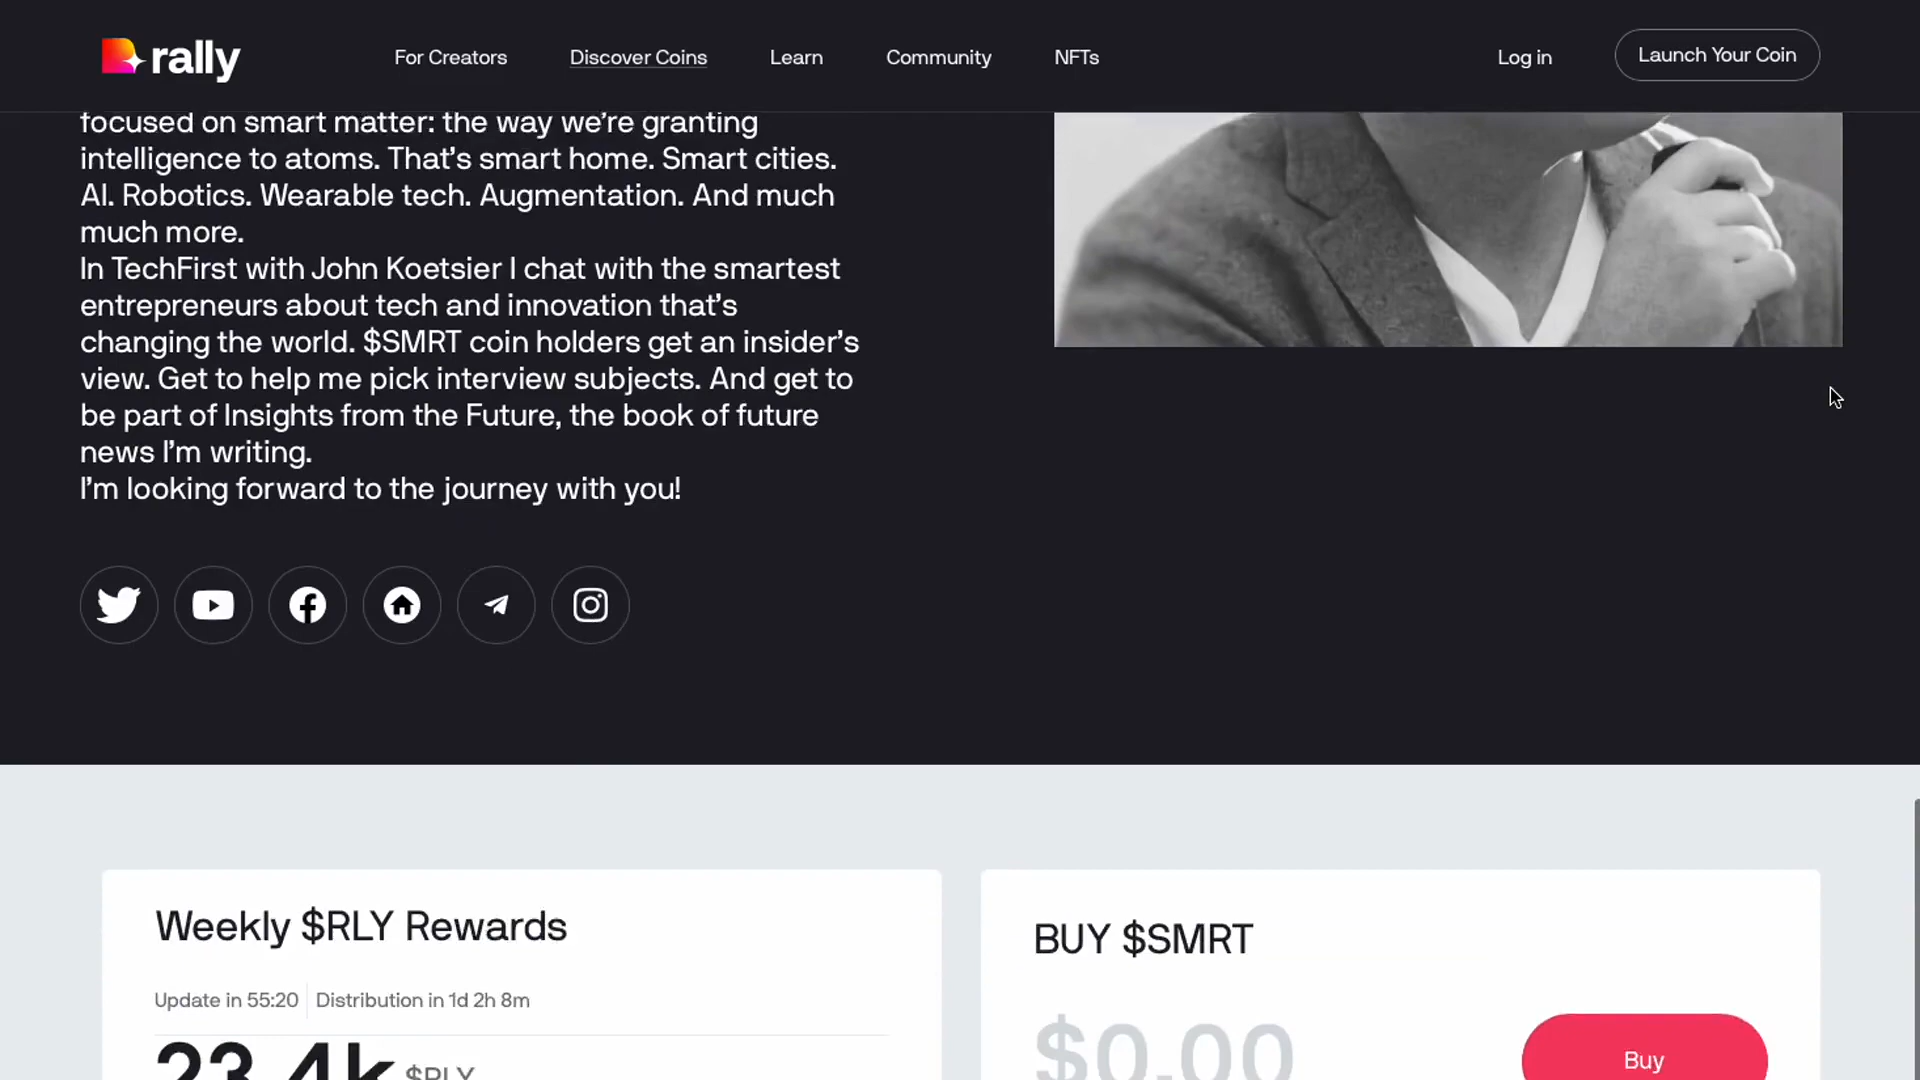 rally
For Creators
Discover Coins
Learn
Community
NFTs
Log in
Launch Your Coin
focused on smart matter: the way we’re granting
intelligence to atoms. That’s smart home. Smart cities.
AI. Robotics. Wearable tech. Augmentation. And much
much more.
In TechFirst with John Koetsier I chat with the smartest
entrepreneurs about tech and innovation that’s
changing the world. $SMRT coin holders get an insider’s
view. Get to help me pick interview subjects. And get to
be part of Insights from the Future, the book of future
news I’m writing.
I’m looking forward to the journey with you!
Weekly $RLY Rewards
Update in 55:20
Distribution in 1d 2h 8m
23.4k $RLY
BUY $SMRT
$0.00
Buy